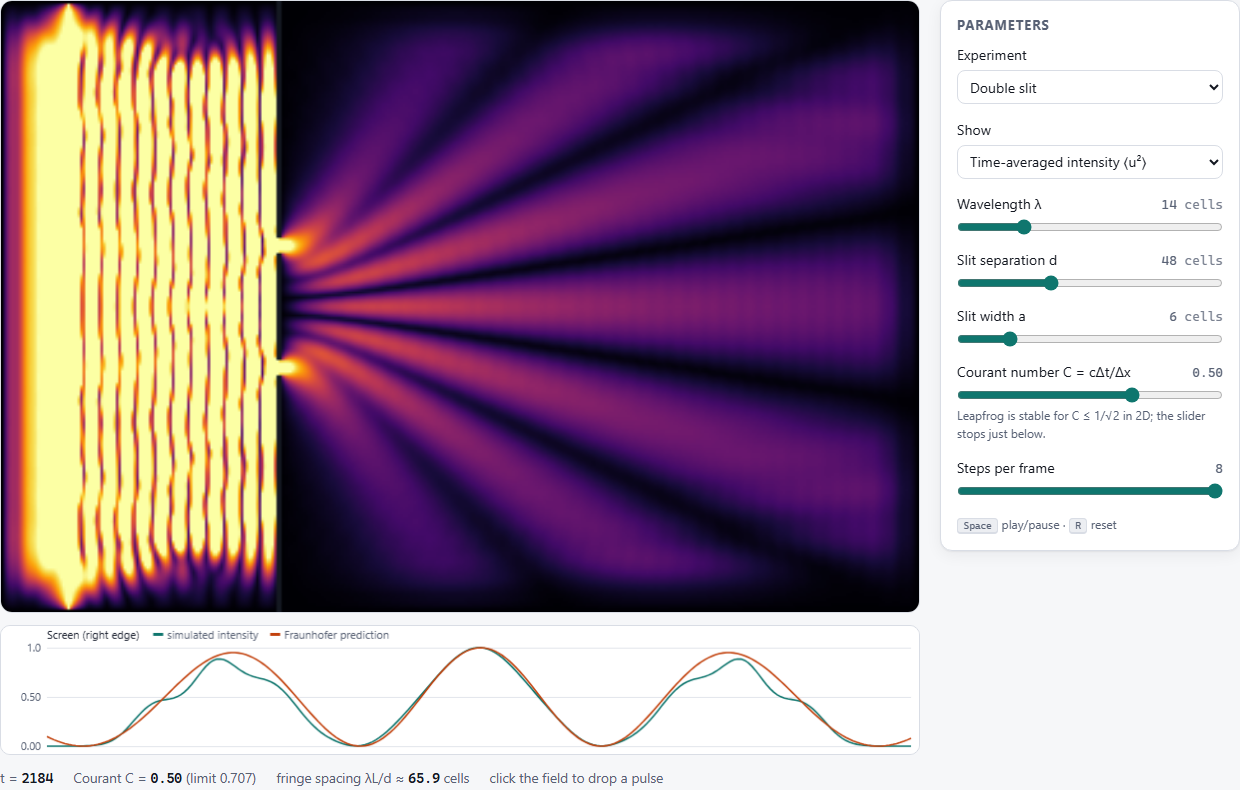 PARAMETERS
Experiment
Double slit
Show
Time-averaged intensity ⟨u²⟩
Wavelength λ 14 cells
Slit separation d 48 cells
Slit width a 6 cells
Courant number C = cΔt/Δx 0.50
Leapfrog is stable for C ≤ 1/√2 in 2D; the slider
stops just below.
Steps per frame 8
Space play/pause · R reset
Screen (right edge) simulated intensity Fraunhofer prediction
1.0
0.50
0.00
t = 2184 Courant C = 0.50 (limit 0.707) fringe spacing λL/d ≈ 65.9 cells click the field to drop a pulse